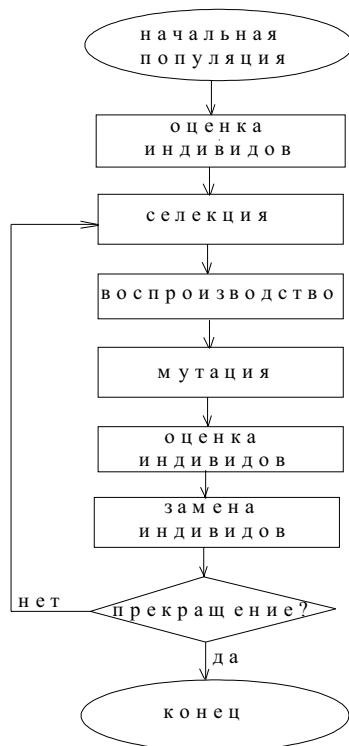 начальная
популяция
оценка
индивидов
селекция
воспроизводство
мутация
оценка
индивидов
замена
индивидов
нет
прекращение?
да
конец